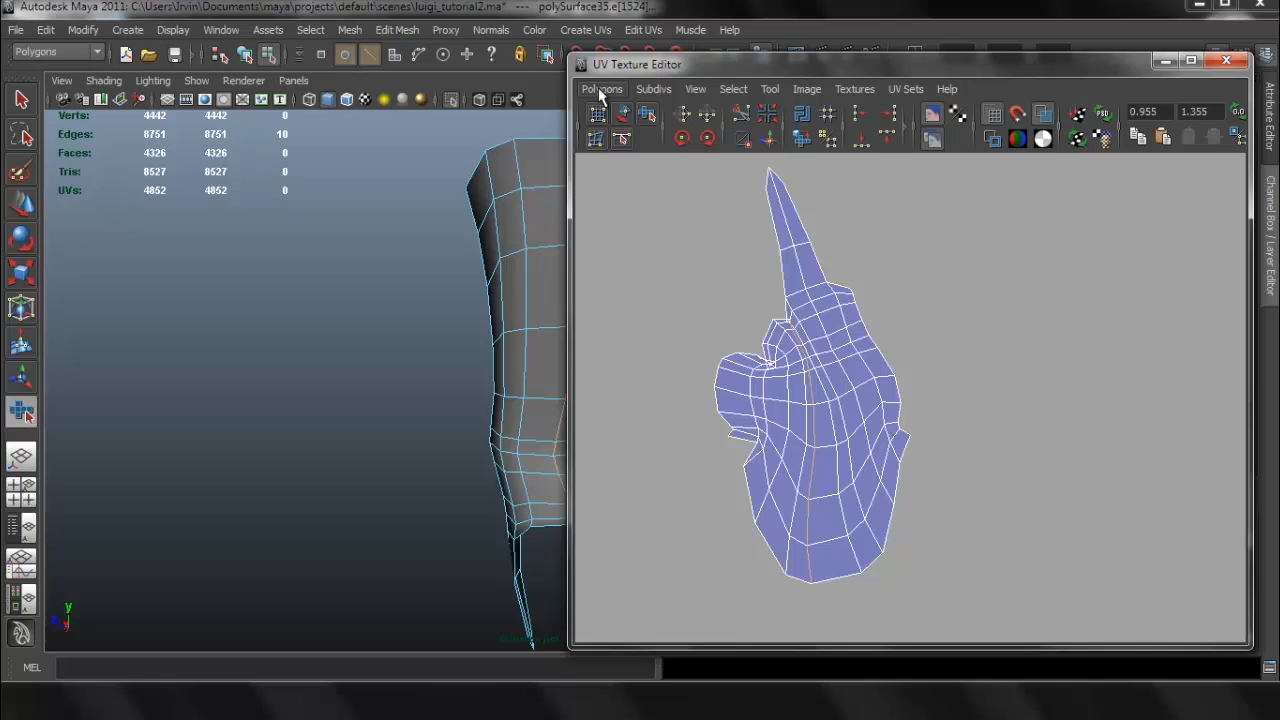 Autodesk Maya 2011: C:\Users\Irvin\Documents\maya\projects\default\scenes\luigi_tutorial2.ma* --- polySurface35.e[1524]...
File Edit Modify Create Display Window Assets Select Mesh Edit Mesh Proxy Normals Color Create UVs Edit UVs Muscle Help
Polygons
UV Texture Editor
View Shading Lighting Show Renderer Panels
Polygons Subdivs View Select Tool Image Textures UV Sets Help
0.955 1.355 0.0
Verts: 4442 4442 0
Edges: 8751 8751 10
Faces: 4326 4326 0
Tris: 8527 8527 0
UVs: 4852 4852 0
Attribute Editor
Channel Box / Layer Editor
y
z
x
MEL